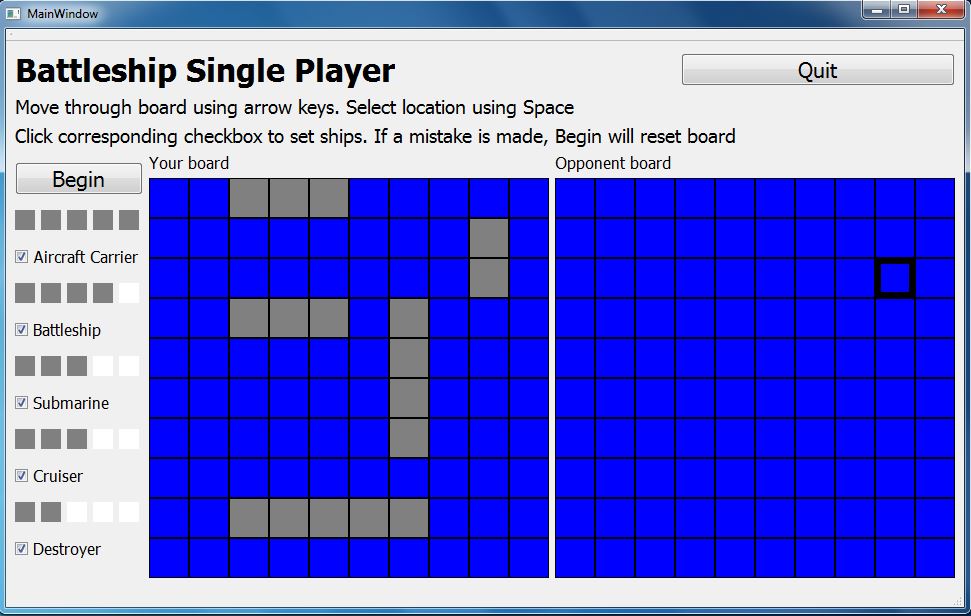 MainWindow
Battleship Single Player
Quit
Move through board using arrow keys. Select location using Space
Click corresponding checkbox to set ships. If a mistake is made, Begin will reset board
Your board
Opponent board
Begin
Aircraft Carrier
Battleship
Submarine
Cruiser
Destroyer